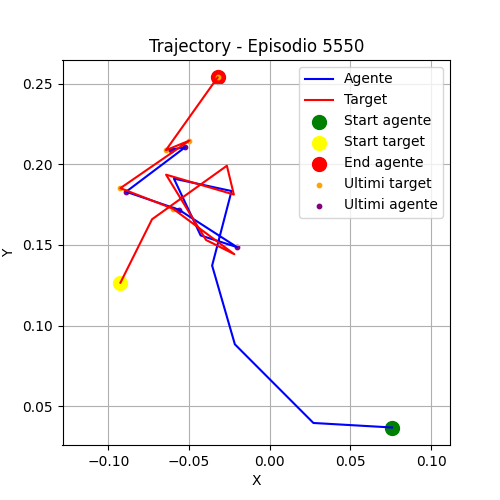 Trajectory - Episodio 5550
Agente
Target
Start agente
Start target
End agente
Ultimi target
Ultimi agente
Y
0.25
0.20
0.15
0.10
0.05
−0.10
−0.05
0.00
0.05
0.10
X